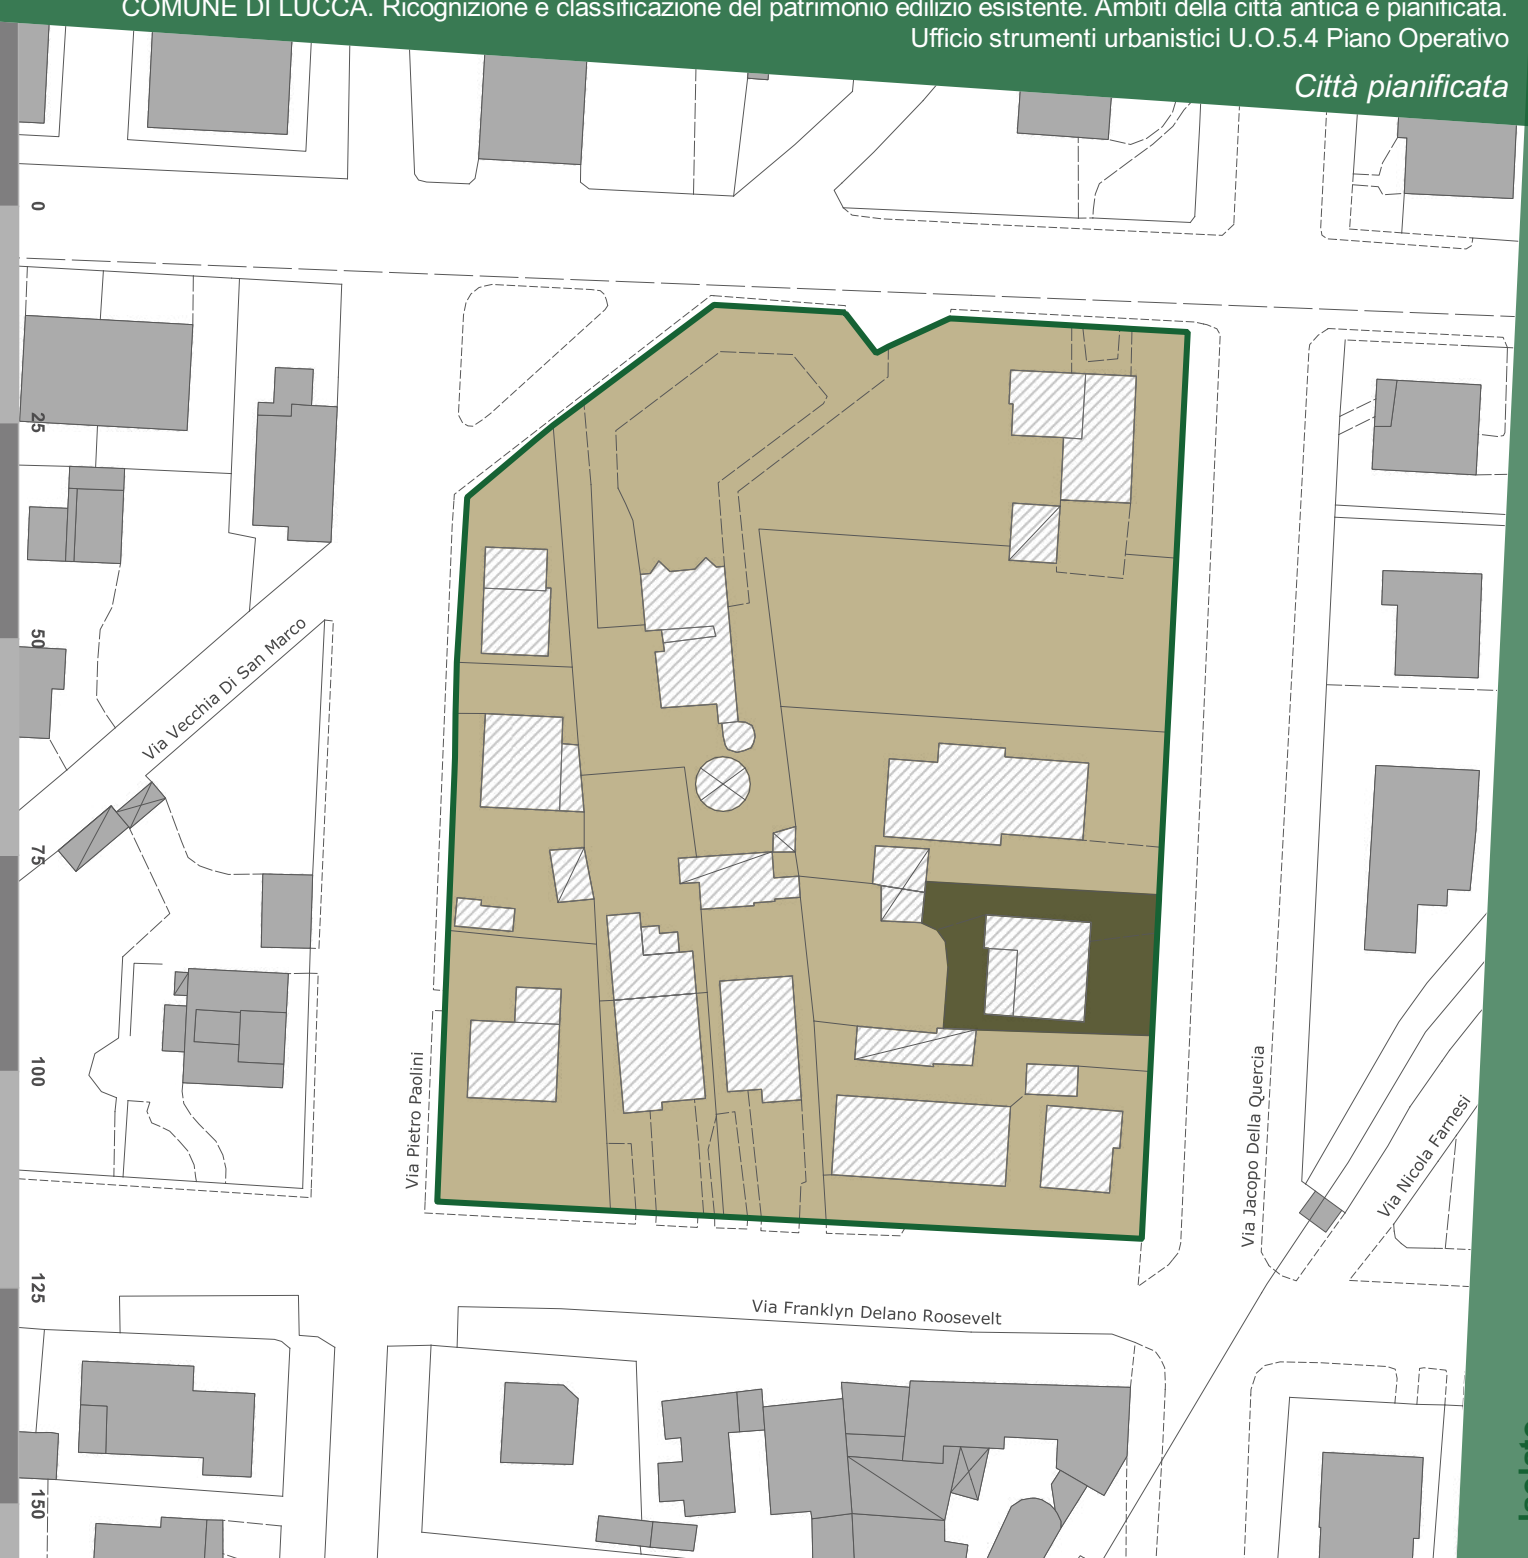 COMUNE DI LUCCA. Ricognizione e classificazione del patrimonio edilizio esistente. Ambiti della città antica e pianificata.
Ufficio strumenti urbanistici U.O.5.4 Piano Operativo
Città pianificata
0
25
50
75
100
125
150
Via Vecchia Di San Marco
Via Pietro Paolini
Via Jacopo Della Quercia
Via Nicola Farnesi
Via Franklyn Delano Roosevelt